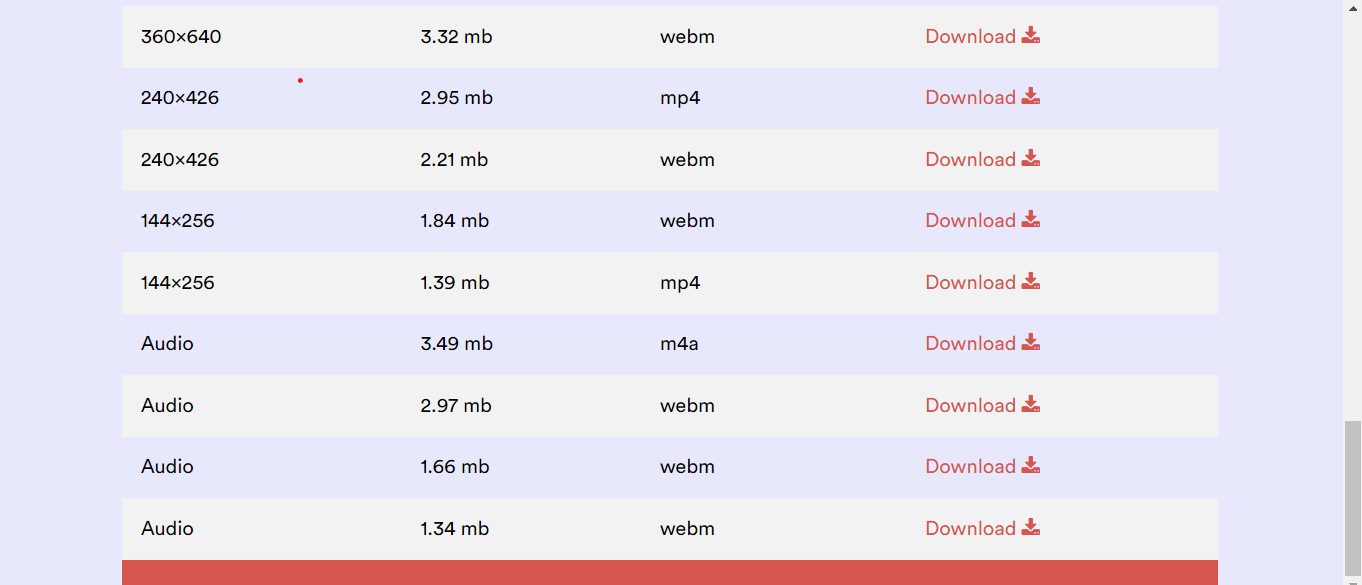 360×640 3.32 mb webm Download
240×426 2.95 mb mp4 Download
240×426 2.21 mb webm Download
144×256 1.84 mb webm Download
144×256 1.39 mb mp4 Download
Audio 3.49 mb m4a Download
Audio 2.97 mb webm Download
Audio 1.66 mb webm Download
Audio 1.34 mb webm Download